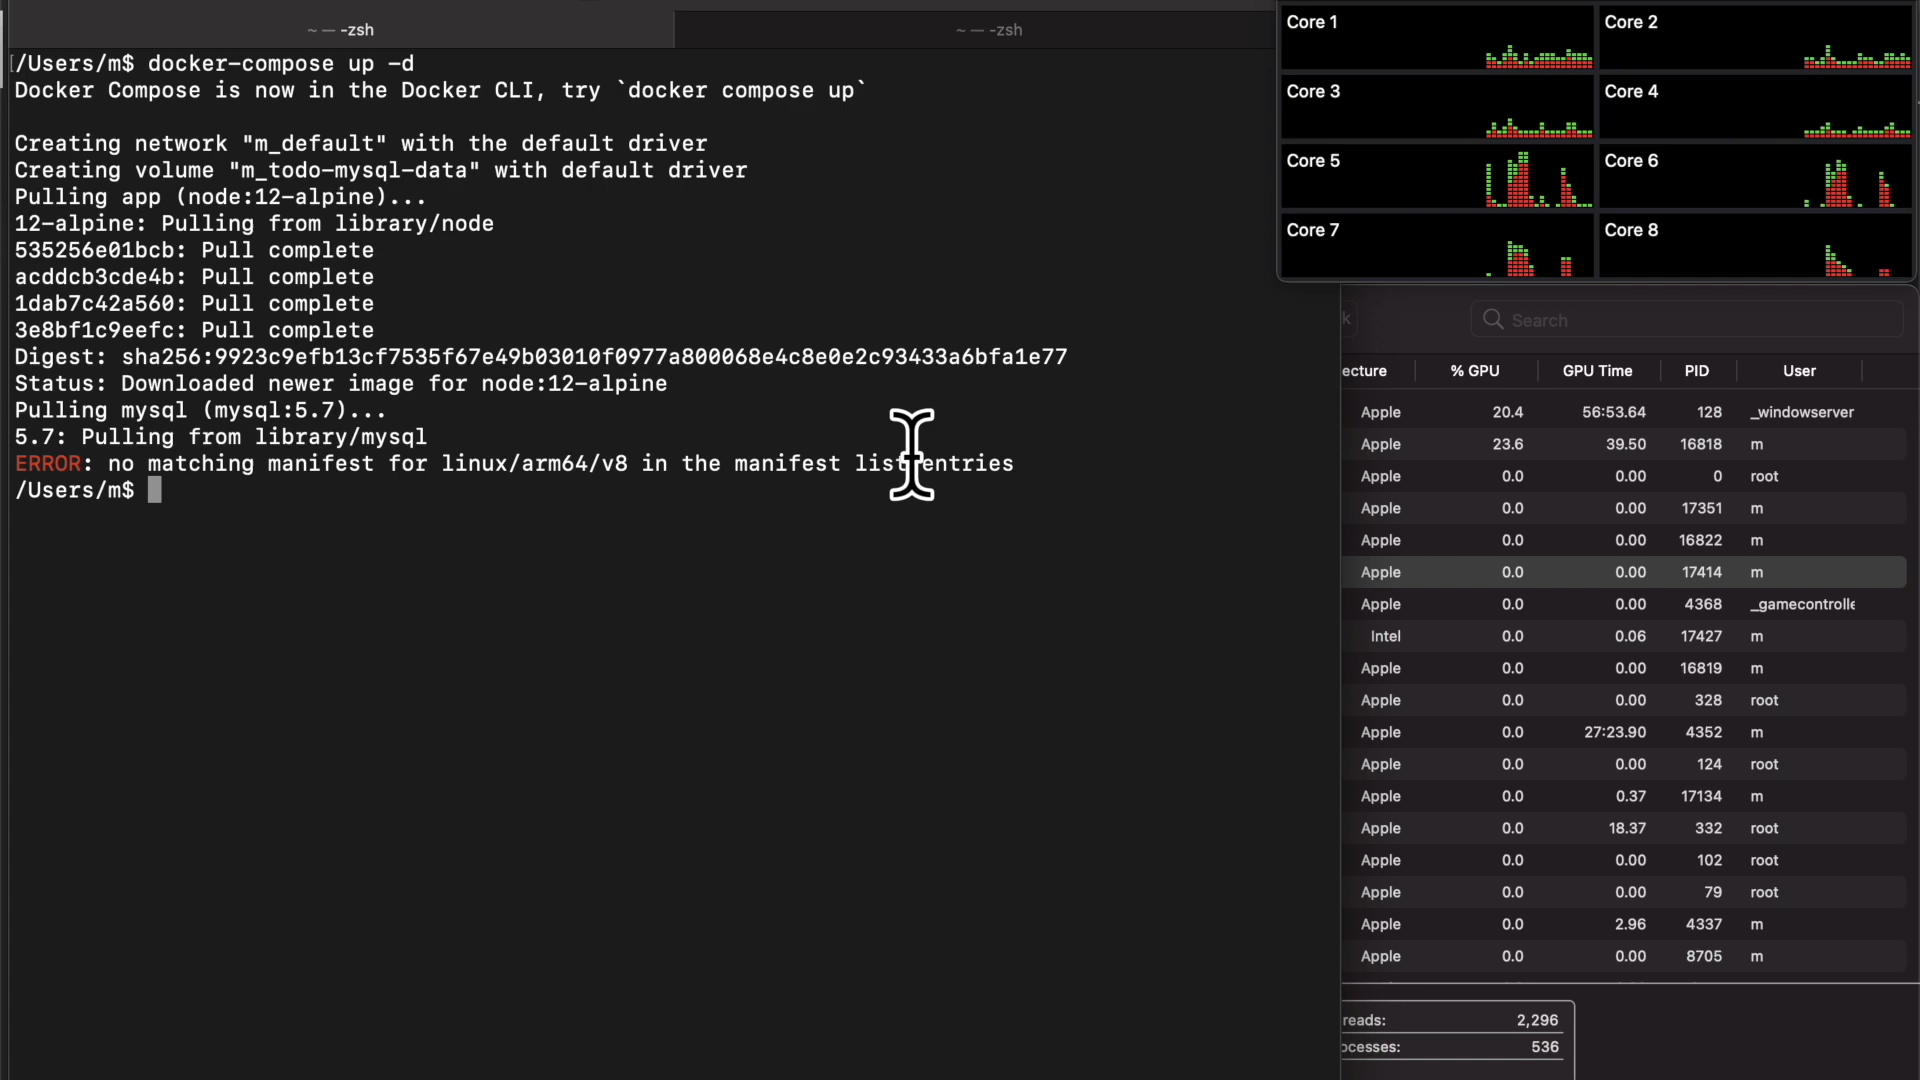 ~ — -zsh
~ — -zsh
/Users/m$ docker-compose up -d
Docker Compose is now in the Docker CLI, try `docker compose up`
Creating network "m_default" with the default driver
Creating volume "m_todo-mysql-data" with default driver
Pulling app (node:12-alpine)...
12-alpine: Pulling from library/node
535256e01bcb: Pull complete
acddcb3cde4b: Pull complete
1dab7c42a560: Pull complete
3e8bf1c9eefc: Pull complete
Digest: sha256:9923c9efb13cf7535f67e49b03010f0977a800068e4c8e0e2c93433a6bfa1e77
Status: Downloaded newer image for node:12-alpine
Pulling mysql (mysql:5.7)...
5.7: Pulling from library/mysql
ERROR: no matching manifest for linux/arm64/v8 in the manifest list entries
/Users/m$
Core 1 Core 2
Core 3 Core 4
Core 5 Core 6
Core 7 Core 8
k Search
ecture % GPU GPU Time PID User
Apple 20.4 56:53.64 128 _windowserver
Apple 23.6 39.50 16818 m
Apple 0.0 0.00 0 root
Apple 0.0 0.00 17351 m
Apple 0.0 0.00 16822 m
Apple 0.0 0.00 17414 m
Apple 0.0 0.00 4368 _gamecontrolle
Intel 0.0 0.06 17427 m
Apple 0.0 0.00 16819 m
Apple 0.0 0.00 328 root
Apple 0.0 27:23.90 4352 m
Apple 0.0 0.00 124 root
Apple 0.0 0.37 17134 m
Apple 0.0 18.37 332 root
Apple 0.0 0.00 102 root
Apple 0.0 0.00 79 root
Apple 0.0 2.96 4337 m
Apple 0.0 0.00 8705 m
reads: 2,296
ocesses: 536